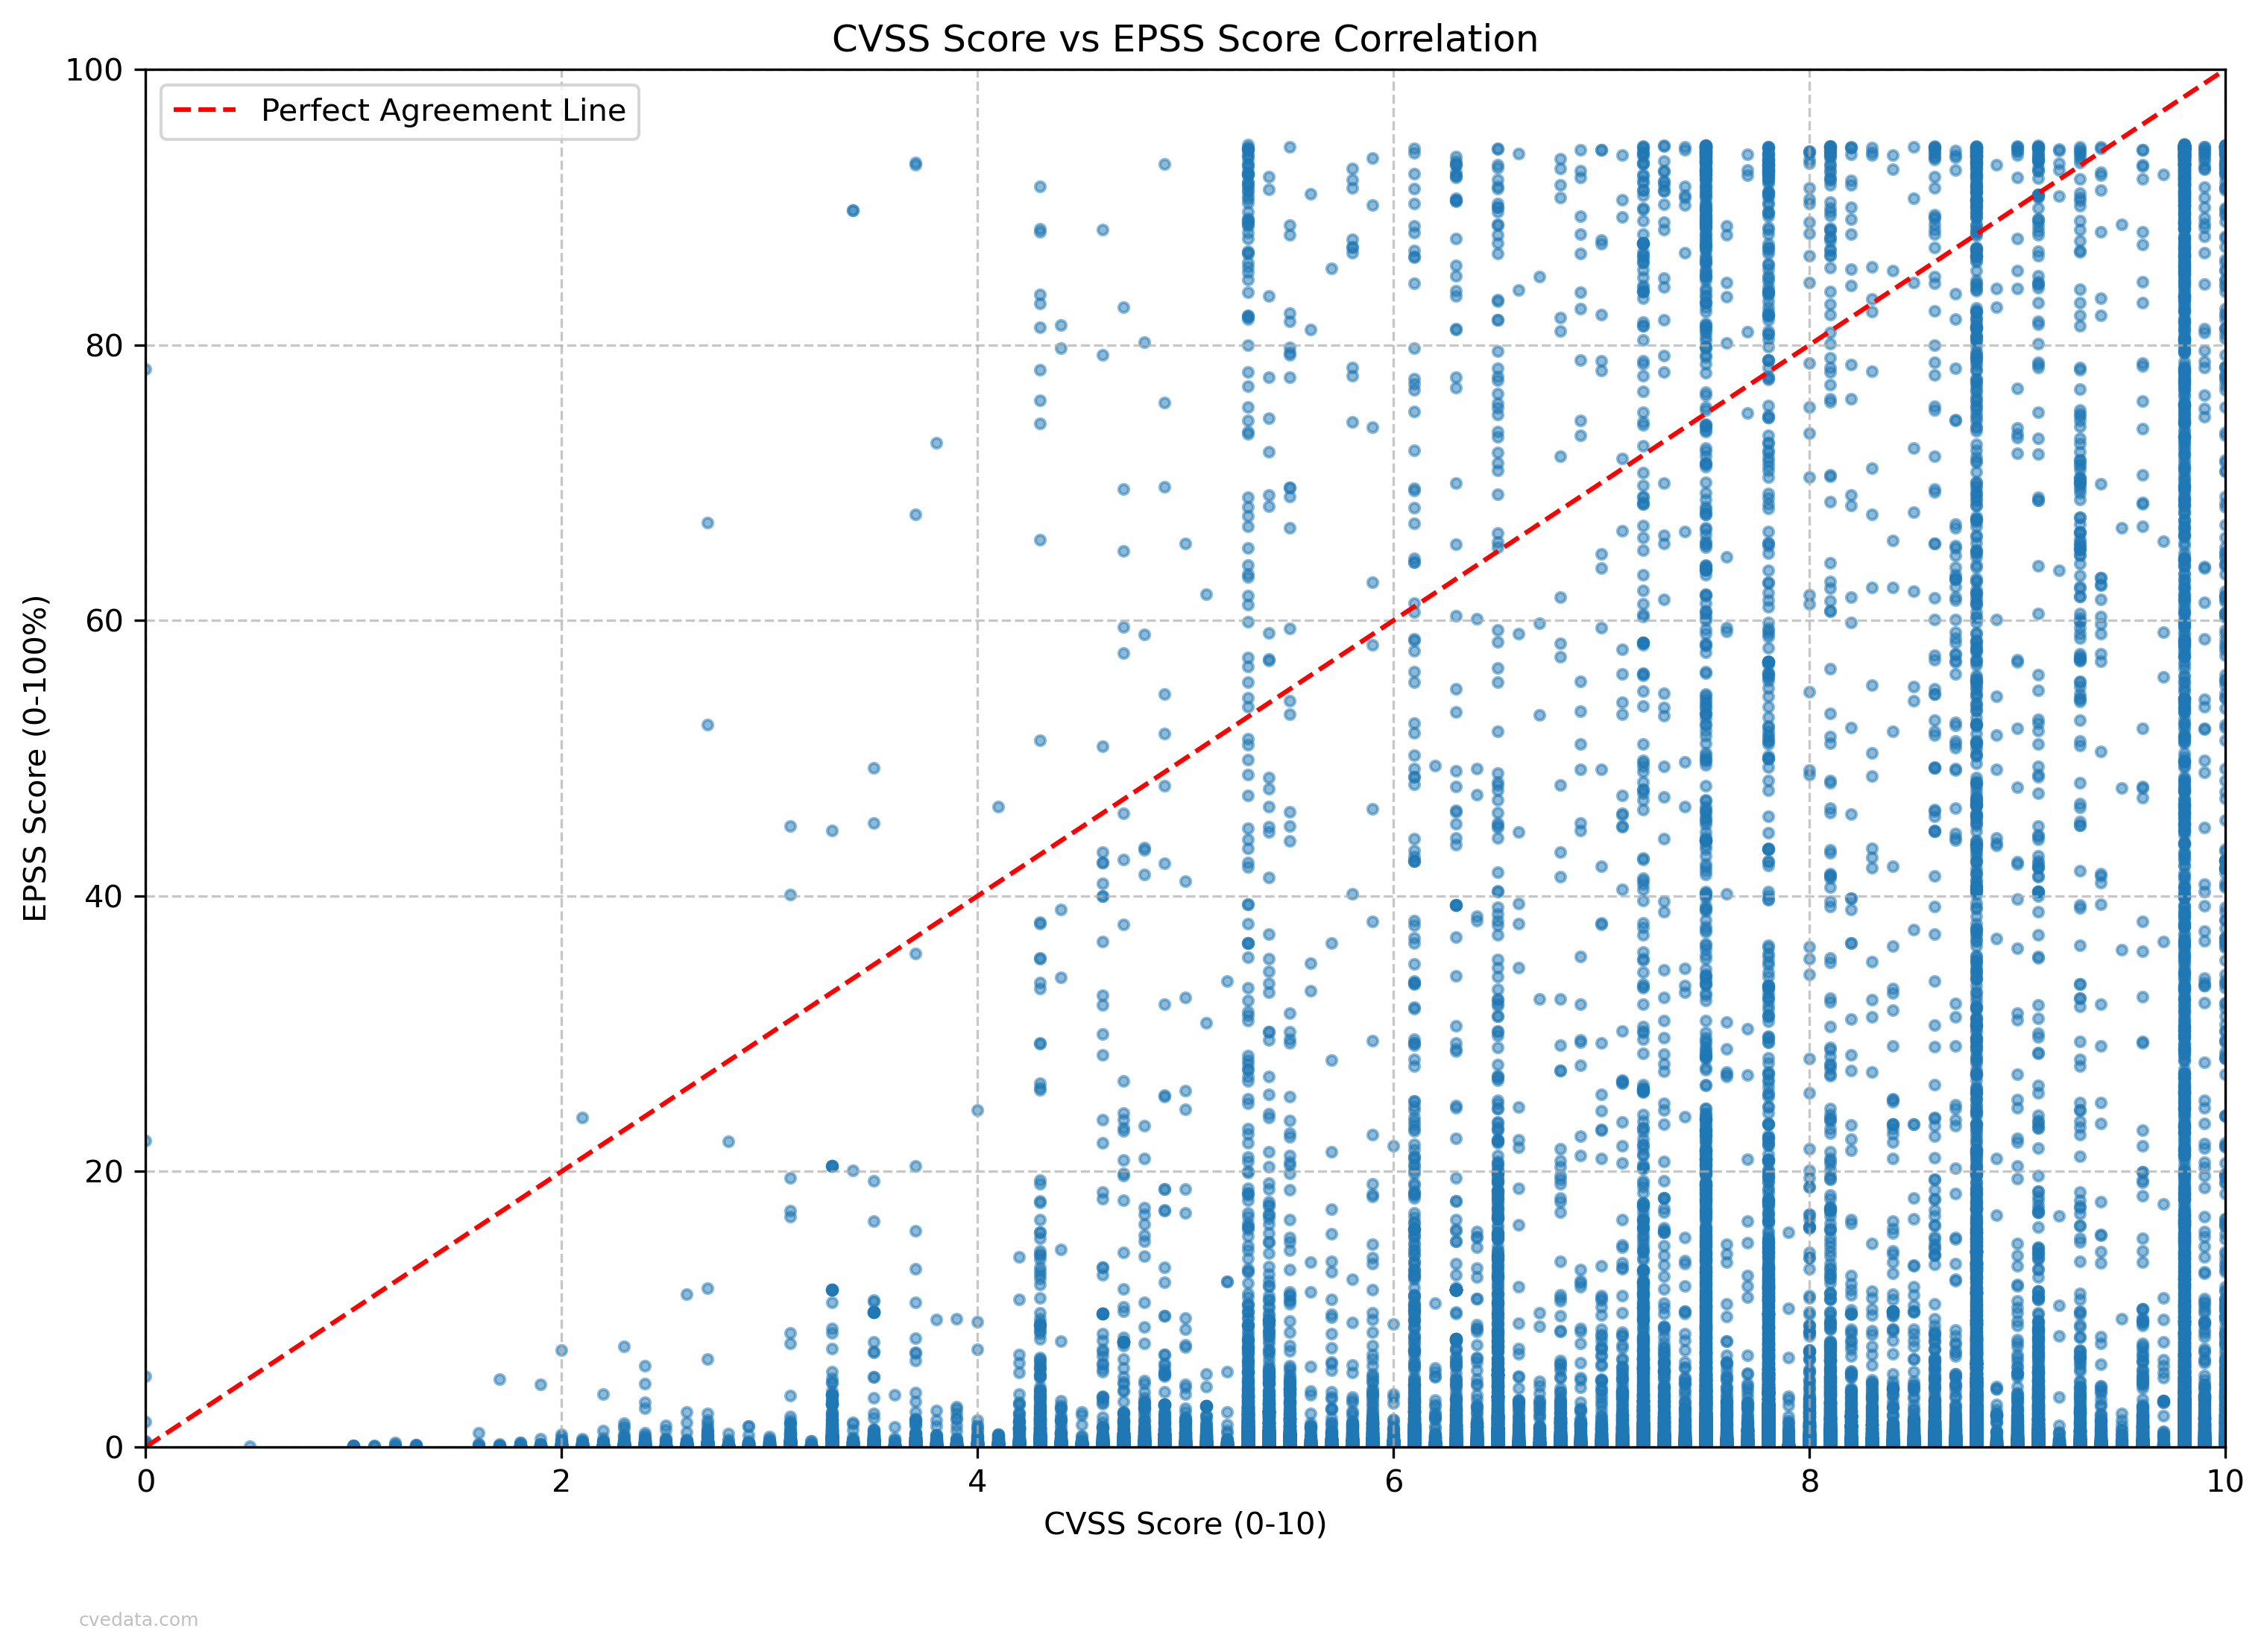 CVSS Score vs EPSS Score Correlation
Perfect Agreement Line
EPSS Score (0-100%)
100
80
60
40
20
0
0 2 4 6 8 10
CVSS Score (0-10)
cvedata.com